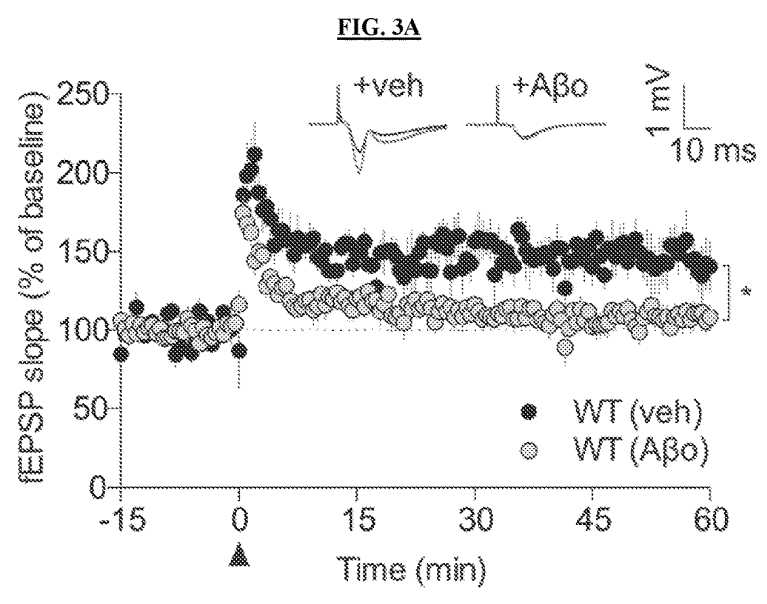 FIG. 3A
+veh
+Aβo
1 mV
10 ms
fEPSP slope (% of baseline)
250
200
150
100
50
0
*
WT (veh)
WT (Aβo)
-15
0
15
30
45
60
Time (min)